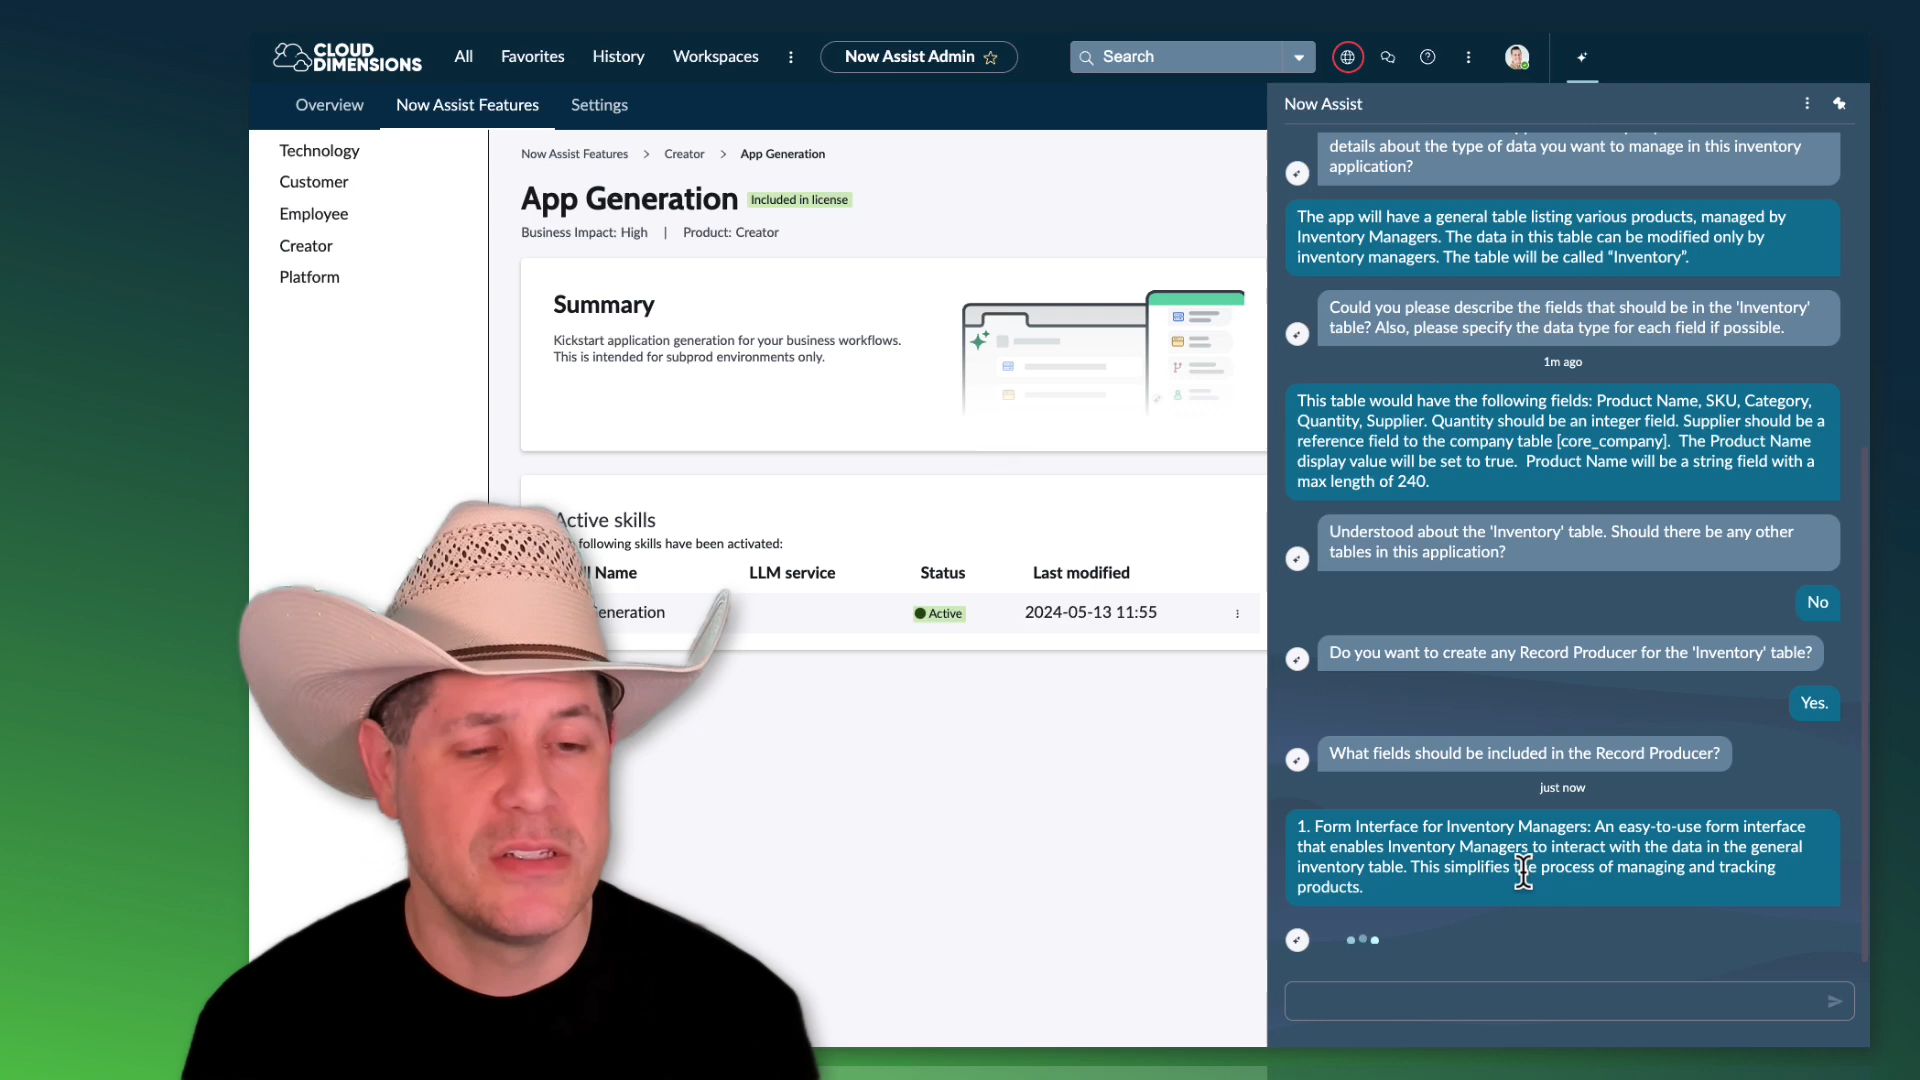 CLOUD DIMENSIONS
All
Favorites
History
Workspaces
Now Assist Admin
Search
Overview
Now Assist Features
Settings
Technology
Customer
Employee
Creator
Platform
Now Assist Features > Creator > App Generation
App Generation
Included in license
Business Impact: High | Product: Creator
Summary
Kickstart application generation for your business workflows.
This is intended for subprod environments only.
Active skills
following skills have been activated:
Name
LLM service
Status
Last modified
Generation
Active
2024-05-13 11:55
Now Assist
details about the type of data you want to manage in this inventory
application?
The app will have a general table listing various products, managed by
Inventory Managers. The data in this table can be modified only by
inventory managers. The table will be called “Inventory”.
Could you please describe the fields that should be in the 'Inventory'
table? Also, please specify the data type for each field if possible.
1m ago
This table would have the following fields: Product Name, SKU, Category,
Quantity, Supplier. Quantity should be an integer field. Supplier should be a
reference field to the company table [core_company]. The Product Name
display value will be set to true. Product Name will be a string field with a
max length of 240.
Understood about the 'Inventory' table. Should there be any other
tables in this application?
No
Do you want to create any Record Producer for the 'Inventory' table?
Yes.
What fields should be included in the Record Producer?
just now
1. Form Interface for Inventory Managers: An easy-to-use form interface
that enables Inventory Managers to interact with the data in the general
inventory table. This simplifies the process of managing and tracking
products.